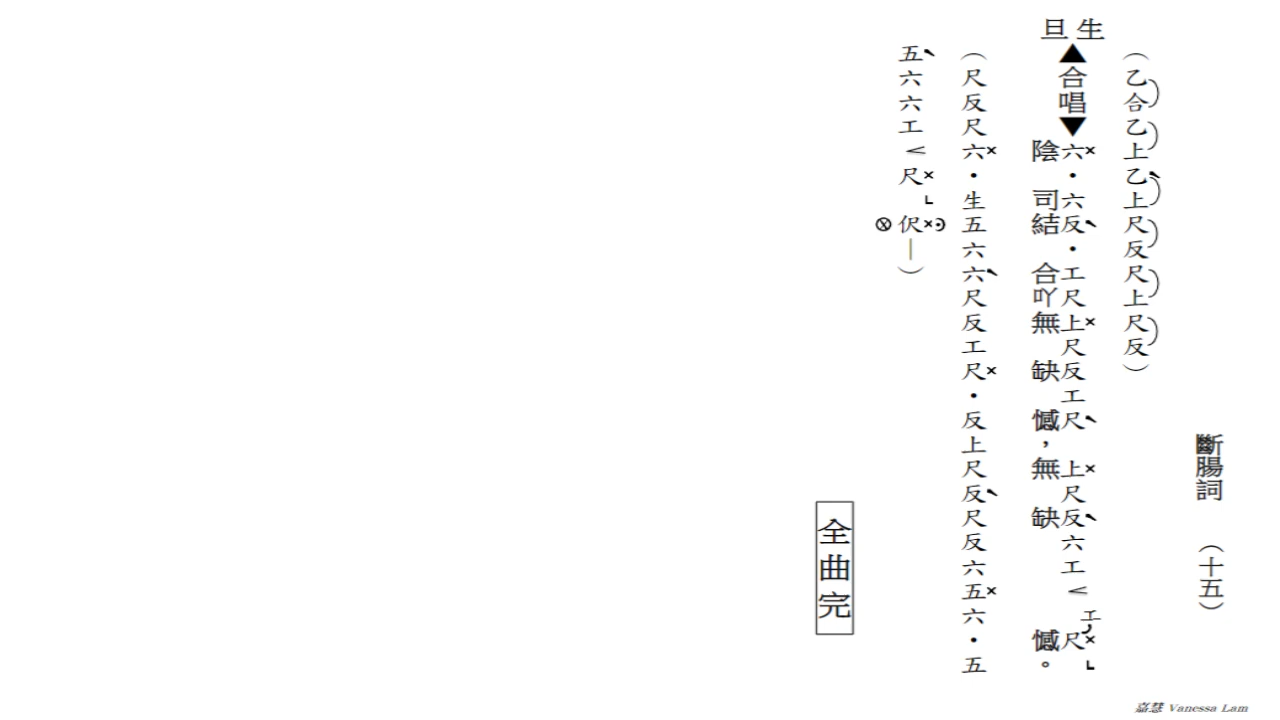 斷腸詞 （十五）
（乙合乙上乙上尺反尺上尺反）
生旦
▲合唱▼六×·六反、·工尺上×尺反工尺、上×尺反、六工＜工尺×└
陰司結合吖無缺憾，無缺憾。
（尺反尺六×·生五六六、尺反工尺×·反上尺反、尺反六五×六·五
五、六六工＜尺×└伬×⊗｜）
全曲完
嘉慧 Vanessa Lam